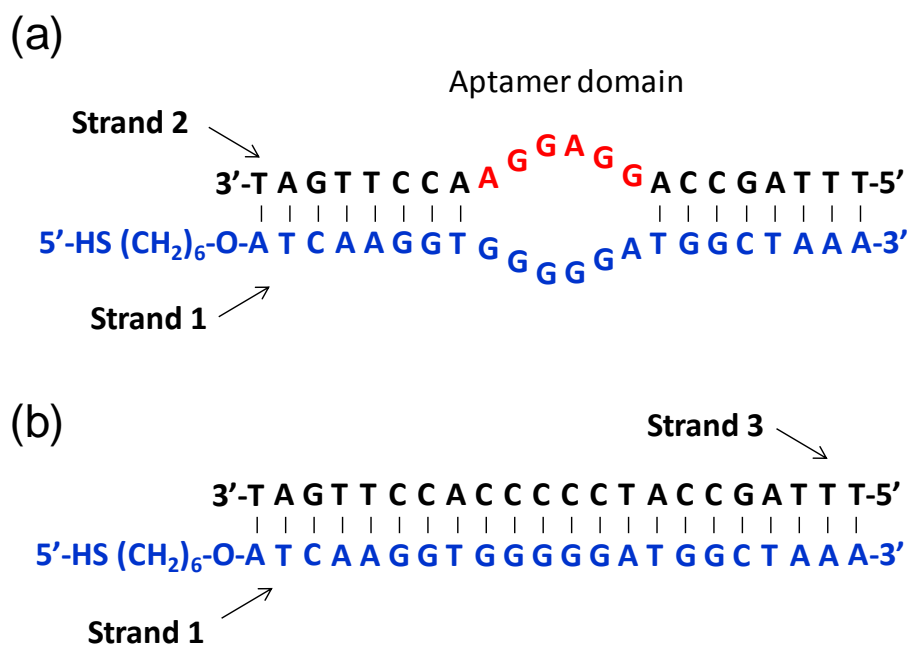 (a)
Aptamer domain
Strand 2
3’-T A G T T C C A A G G A G G A C C G A T T T-5’
5’-HS (CH₂)₆-O-A T C A A G G T G G G G G A T G G C T A A A-3’
Strand 1
(b)
Strand 3
3’-T A G T T C C A C C C C C T A C C G A T T T-5’
5’-HS (CH₂)₆-O-A T C A A G G T G G G G G A T G G C T A A A-3’
Strand 1